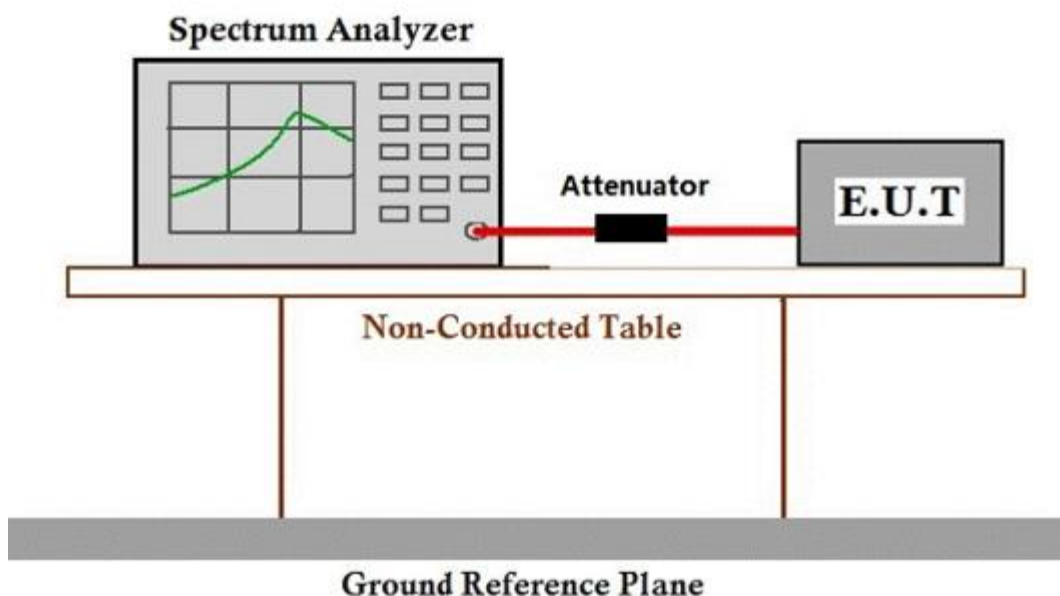 Spectrum Analyzer
Attenuator
E.U.T
Non-Conducted Table
Ground Reference Plane